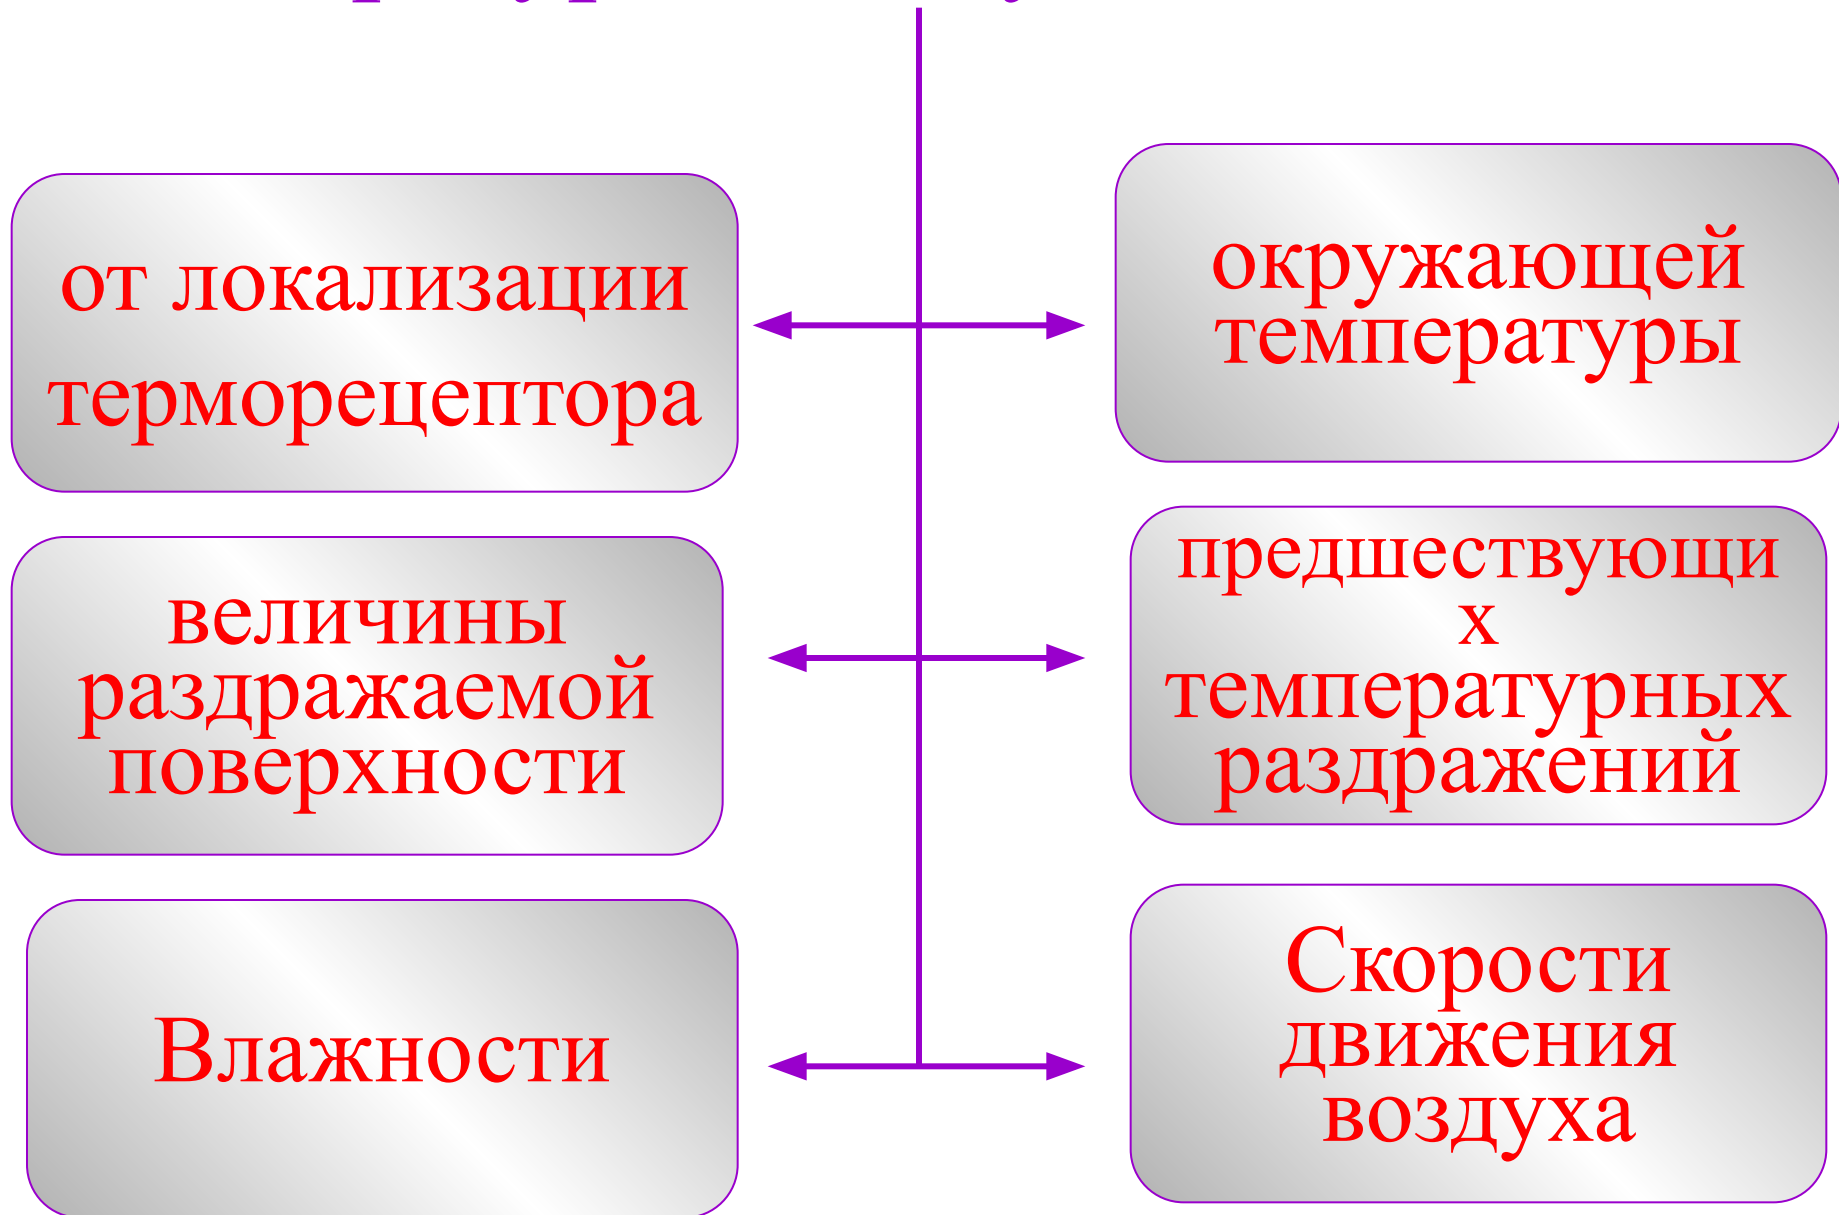 от локализации
терморецептора
окружающей
температуры
величины
раздражаемой
поверхности
предшествующи
х
температурных
раздражений
Влажности
Скорости
движения
воздуха